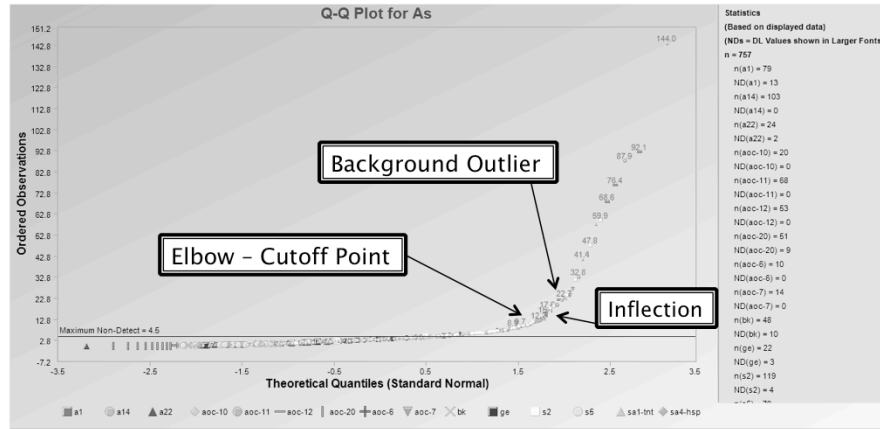 Q-Q Plot for As
Statistics
(Based on displayed data)
(NDs = DL Values shown in Larger Fonts
n = 757
n(a1) = 79
ND(a1) = 13
n(a14) = 103
ND(a14) = 0
n(a22) = 24
ND(a22) = 2
n(aoc-10) = 20
ND(aoc-10) = 0
n(aoc-11) = 68
ND(aoc-11) = 0
n(aoc-12) = 53
ND(aoc-12) = 0
n(aoc-20) = 51
ND(aoc-20) = 9
n(aoc-6) = 10
ND(aoc-6) = 0
n(aoc-7) = 14
ND(aoc-7) = 0
n(bk) = 48
ND(bk) = 10
n(ge) = 22
ND(ge) = 3
n(s2) = 119
ND(s2) = 4
Ordered Observations
151.2
142.8
132.8
122.8
112.8
102.8
92.8
82.8
72.8
62.8
52.8
42.8
32.8
22.8
12.8
2.8
-7.2
144.0
92.1
87.9
76.4
68.6
59.9
47.8
41.4
32.6
Background Outlier
Elbow – Cutoff Point
Inflection
Maximum Non-Detect = 4.5
-3.5
-2.5
-1.5
-0.5
0.5
1.5
2.5
3.5
Theoretical Quantiles (Standard Normal)
a1 a14 a22 aoc-10 aoc-11 aoc-12 aoc-20 aoc-6 aoc-7 bk ge s2 s5 sa1-tnt sa4-hsp